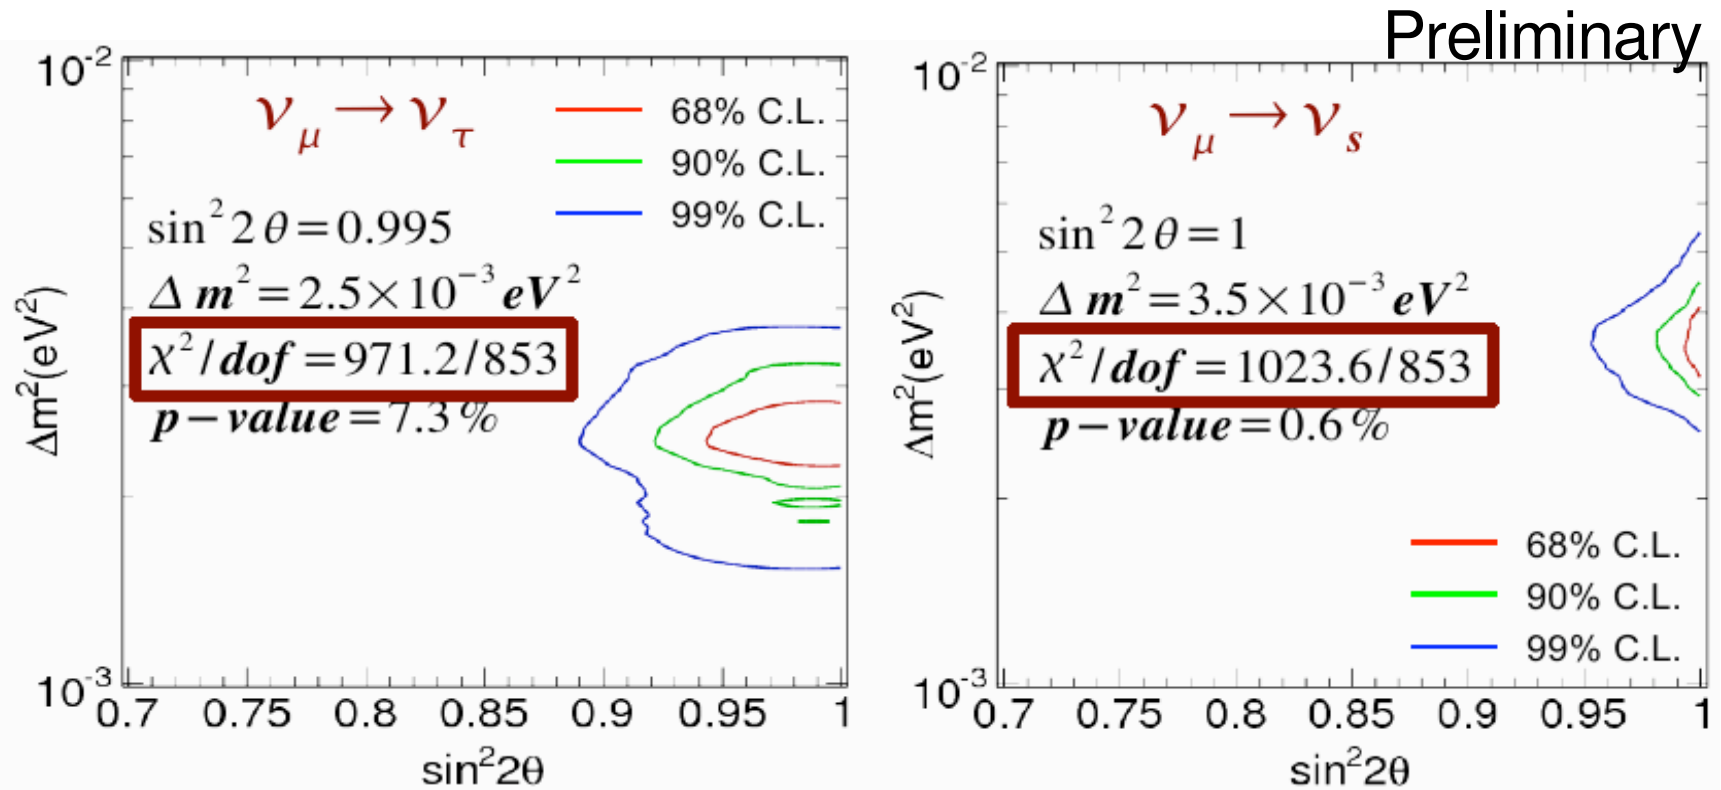 Preliminary
10⁻²
ν_μ → ν_τ
68% C.L.
90% C.L.
99% C.L.
sin² 2θ = 0.995
Δm² = 2.5×10⁻³ eV²
χ²/dof = 971.2/853
p−value = 7.3%
Δm²(eV²)
10⁻³
0.7 0.75 0.8 0.85 0.9 0.95 1
sin²2θ
10⁻²
ν_μ → ν_s
sin² 2θ = 1
Δm² = 3.5×10⁻³ eV²
χ²/dof = 1023.6/853
p−value = 0.6%
Δm²(eV²)
68% C.L.
90% C.L.
99% C.L.
10⁻³
0.7 0.75 0.8 0.85 0.9 0.95 1
sin²2θ